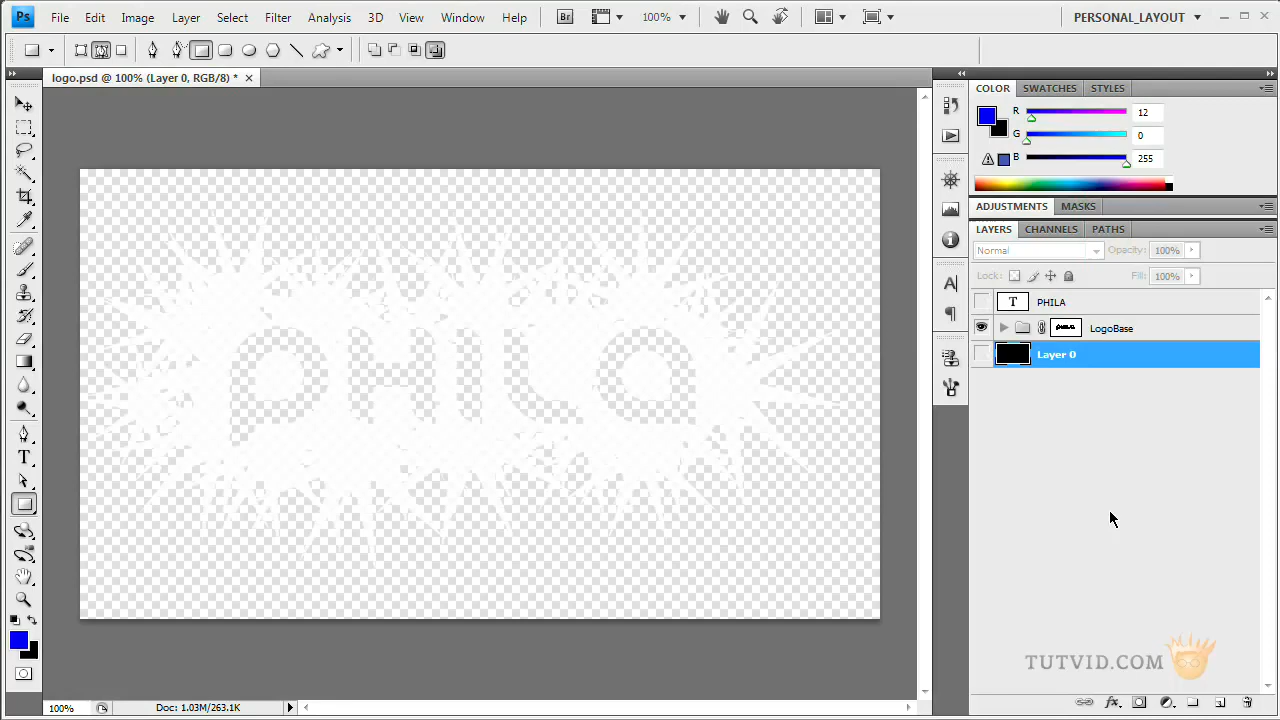 Ps File Edit Image Layer Select Filter Analysis 3D View Window Help Br 100% PERSONAL_LAYOUT
logo.psd @ 100% (Layer 0, RGB/8) *
COLOR SWATCHES STYLES
R 12
G 0
B 255
ADJUSTMENTS MASKS
LAYERS CHANNELS PATHS
Normal Opacity: 100%
Lock: Fill: 100%
T PHILA
LogoBase
Layer 0
PHILA
TUTVID.COM
100% Doc: 1.03M/263.1K